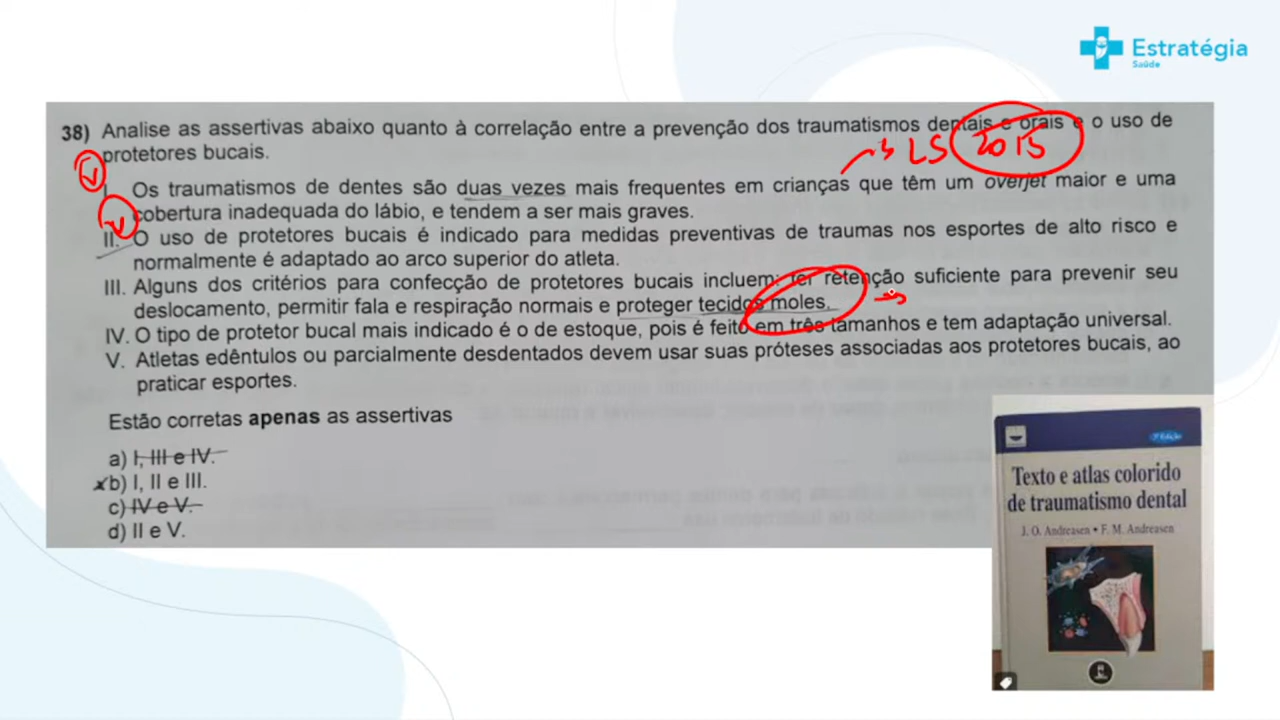 Estratégia
Saúde
38) Analise as assertivas abaixo quanto à correlação entre a prevenção dos traumatismos dentais e orais e o uso de
protetores bucais.
LS 2015
V
I. Os traumatismos de dentes são duas vezes mais frequentes em crianças que têm um overjet maior e uma
cobertura inadequada do lábio, e tendem a ser mais graves.
V
II. O uso de protetores bucais é indicado para medidas preventivas de traumas nos esportes de alto risco e
normalmente é adaptado ao arco superior do atleta.
III. Alguns dos critérios para confecção de protetores bucais incluem: ter retenção suficiente para prevenir seu
deslocamento, permitir fala e respiração normais e proteger tecidos moles.
IV. O tipo de protetor bucal mais indicado é o de estoque, pois é feito em três tamanhos e tem adaptação universal.
V. Atletas edêntulos ou parcialmente desdentados devem usar suas próteses associadas aos protetores bucais, ao
praticar esportes.
Estão corretas apenas as assertivas
a) I, III e IV.
b) I, II e III.
c) IV e V.
d) II e V.
Texto e atlas colorido
de traumatismo dental
J. O. Andreasen • F. M. Andreasen